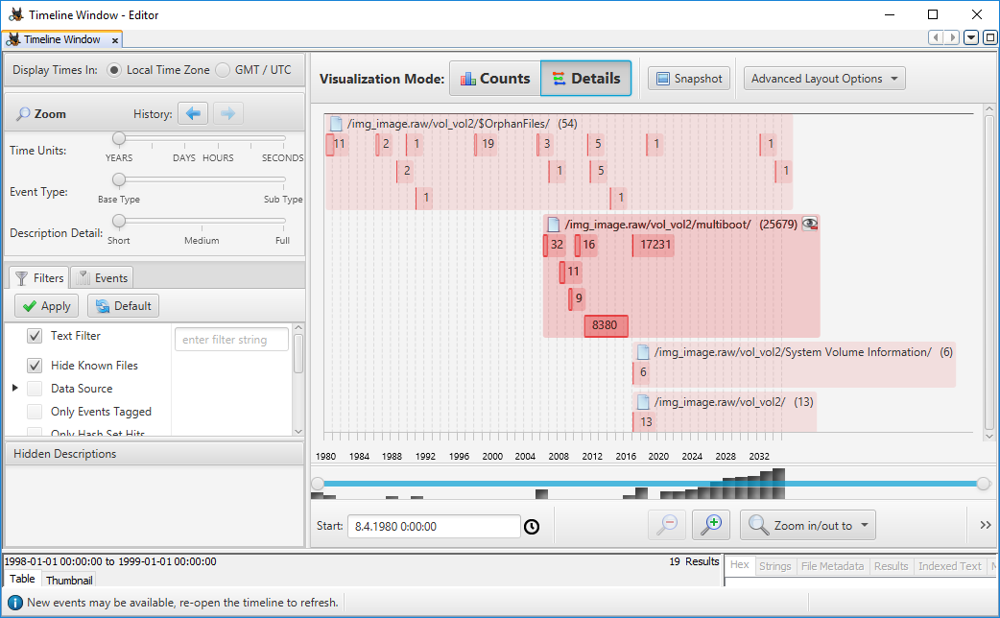 Timeline Window - Editor
Timeline Window ×
Display Times In: Local Time Zone GMT / UTC
Visualization Mode: Counts Details Snapshot Advanced Layout Options
Zoom History:
Time Units: YEARS DAYS HOURS SECONDS
Event Type: Base Type Sub Type
Description Detail: Short Medium Full
Filters Events
Apply Default
Text Filter enter filter string
Hide Known Files
Data Source
Only Events Tagged
Only Hash Set Hits
Hidden Descriptions
/img_image.raw/vol_vol2/$OrphanFiles/ (54)
11 2 1 19 3 5 1 1
2 1 5 1
1 1
/img_image.raw/vol_vol2/multiboot/ (25679)
32 16 17231
11
9
8380
/img_image.raw/vol_vol2/System Volume Information/ (6)
6
/img_image.raw/vol_vol2/ (13)
13
1980 1984 1988 1992 1996 2000 2004 2008 2012 2016 2020 2024 2028 2032
Start: 8.4.1980 0:00:00 Zoom in/out to
1998-01-01 00:00:00 to 1999-01-01 00:00:00 19 Results
Table Thumbnail
Hex Strings File Metadata Results Indexed Text
New events may be available, re-open the timeline to refresh.